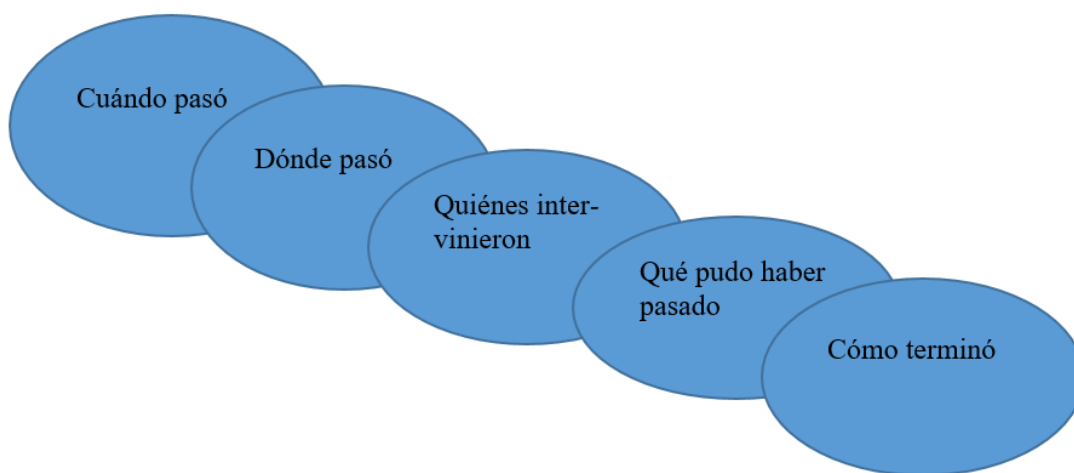 Cuándo pasó
Dónde pasó
Quiénes inter-
vinieron
Qué pudo haber
pasado
Cómo terminó